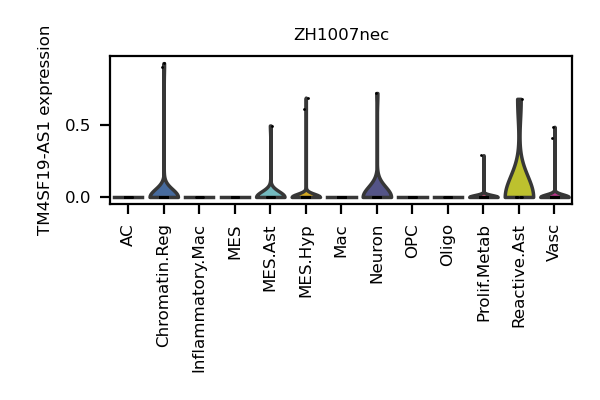 ZH1007nec
TM4SF19-AS1 expression
0.5
0.0
AC
Chromatin.Reg
Inflammatory.Mac
MES
MES.Ast
MES.Hyp
Mac
Neuron
OPC
Oligo
Prolif.Metab
Reactive.Ast
Vasc